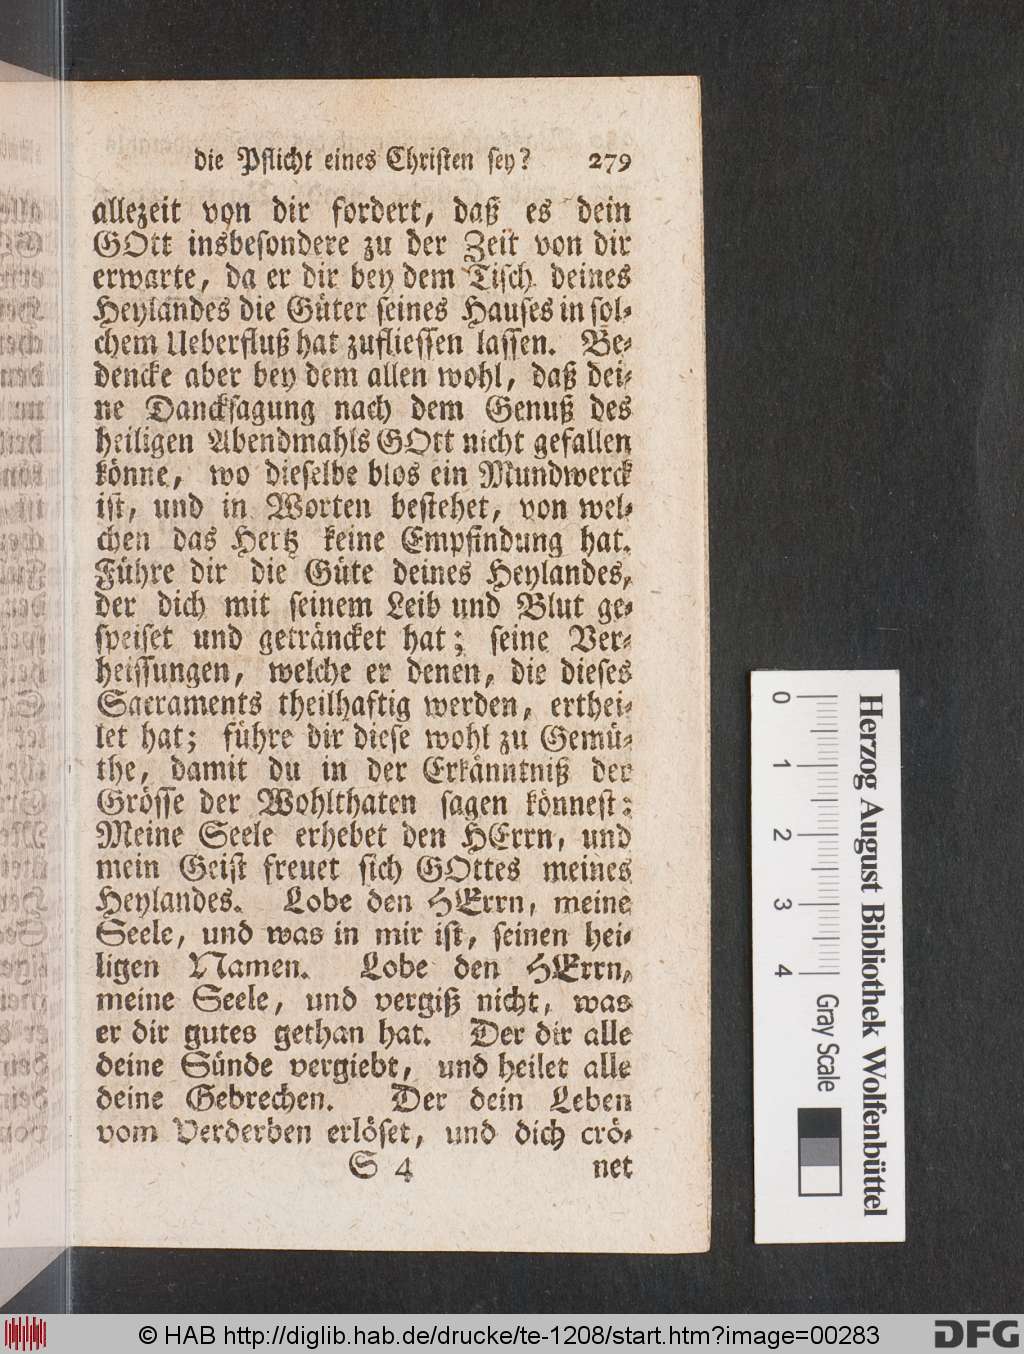 die Pflicht eines Christen sey? 279
allezeit von dir fordert, daß es dein
GOtt insbesondere zu der Zeit von dir
erwarte, da er dir bey dem Tisch deines
Heylandes die Güter seines Hauses in sol-
chem Ueberfluß hat zufliessen lassen. Be-
dencke aber bey dem allen wohl, daß dei-
ne Dancksagung nach dem Genuß des
heiligen Abendmahls GOtt nicht gefallen
könne, wo dieselbe blos ein Mundwerck
ist, und in Worten bestehet, von wel-
chen das Hertz keine Empfindung hat.
Führe dir die Güte deines Heylandes,
der dich mit seinem Leib und Blut ge-
speiset und geträncket hat; seine Ver-
heissungen, welche er denen, die dieses
Sacraments theilhaftig werden, erthei-
let hat; führe dir diese wohl zu Gemü-
the, damit du in der Erkänntniß der
Grösse der Wohlthaten sagen könnest:
Meine Seele erhebet den HErrn, und
mein Geist freuet sich GOttes meines
Heylandes. Lobe den HErrn, meine
Seele, und was in mir ist, seinen hei-
ligen Namen. Lobe den HErrn,
meine Seele, und vergiß nicht, was
er dir gutes gethan hat. Der dir alle
deine Sünde vergiebt, und heilet alle
deine Gebrechen. Der dein Leben
vom Verderben erlöset, und dich crö-
S 4 net
0 1 2 3 4
Gray Scale
Herzog August Bibliothek Wolfenbüttel
© HAB http://diglib.hab.de/drucke/te-1208/start.htm?image=00283
DFG